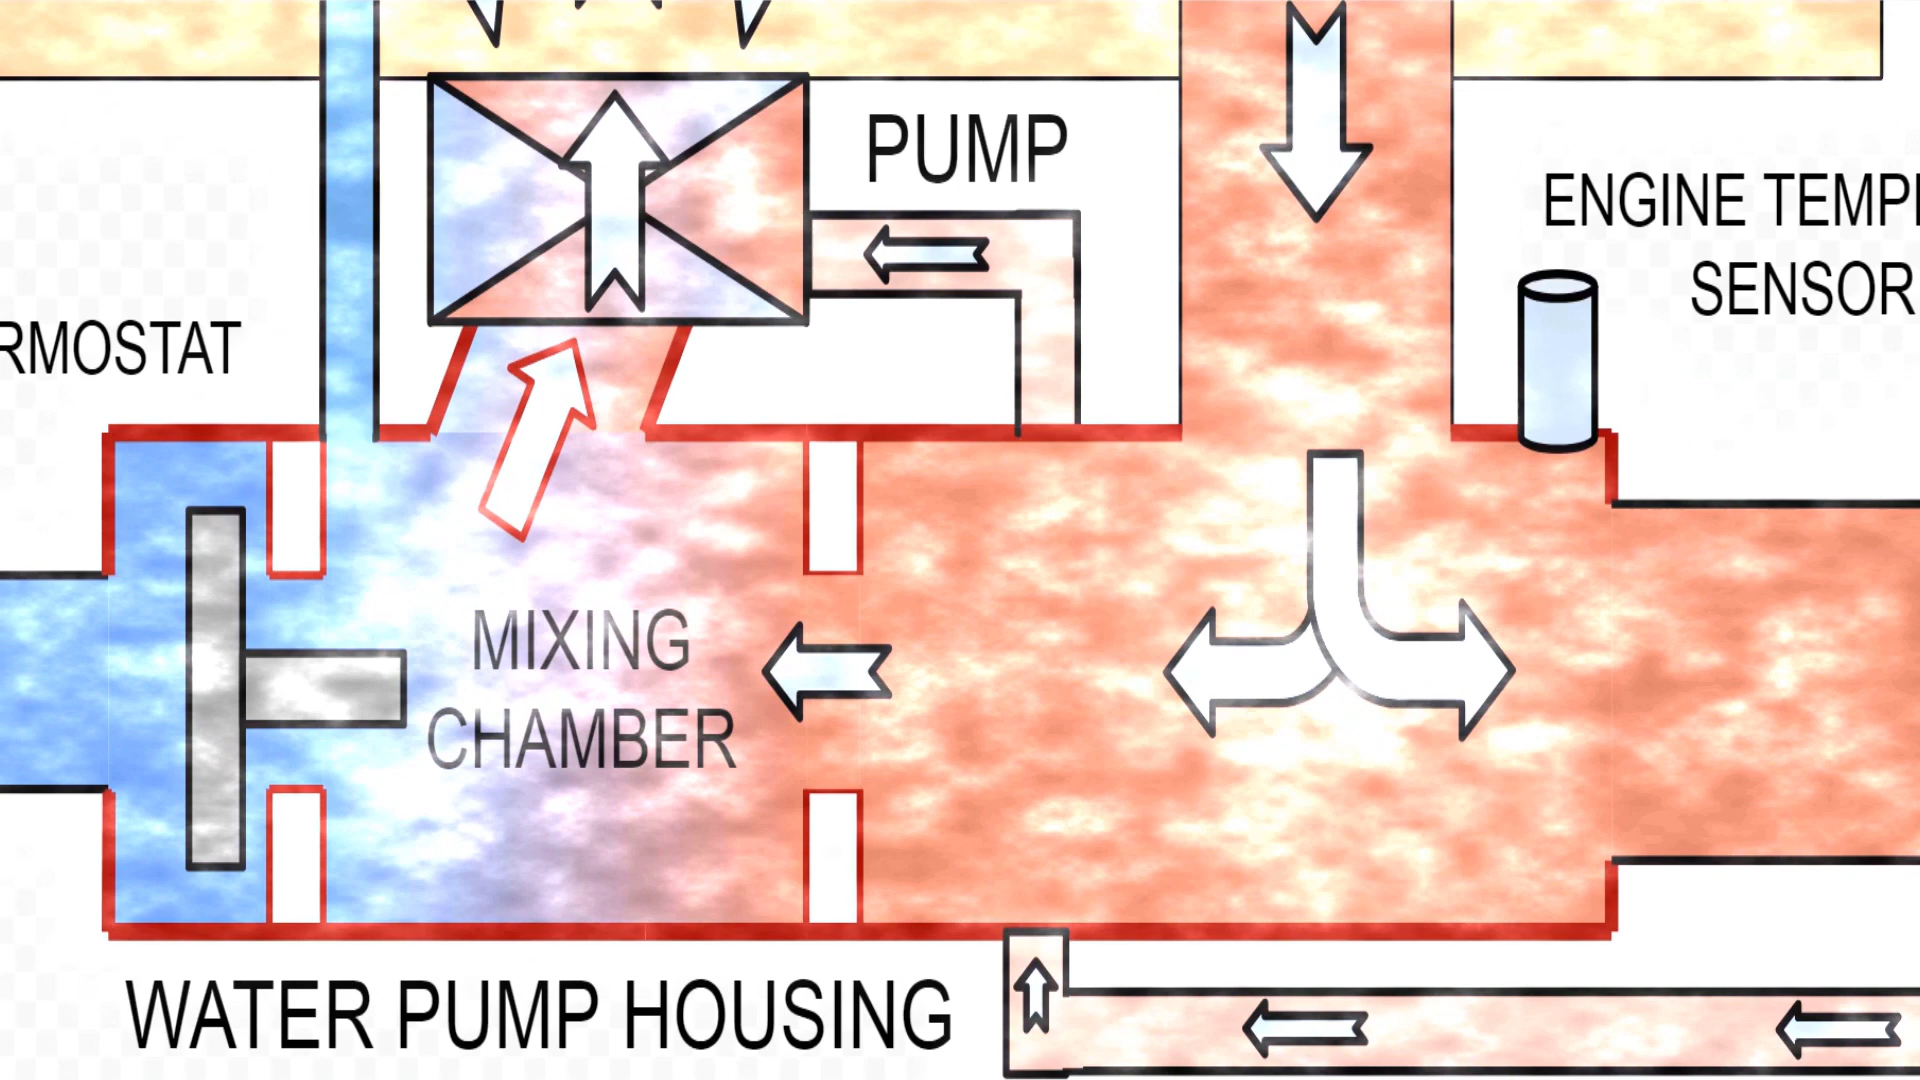 PUMP
ENGINE TEMP
SENSOR
RMOSTAT
MIXING
CHAMBER
WATER PUMP HOUSING